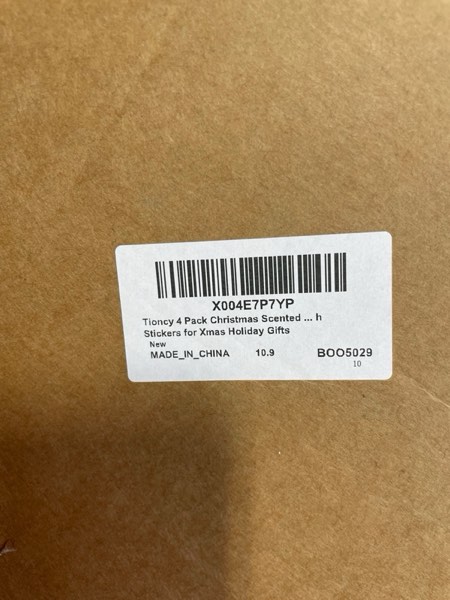 X004E7P7YP
Tioncy 4 Pack Christmas Scented ... h
Stickers for Xmas Holiday Gifts
New
MADE_IN_CHINA 10.9 BOO5029
10